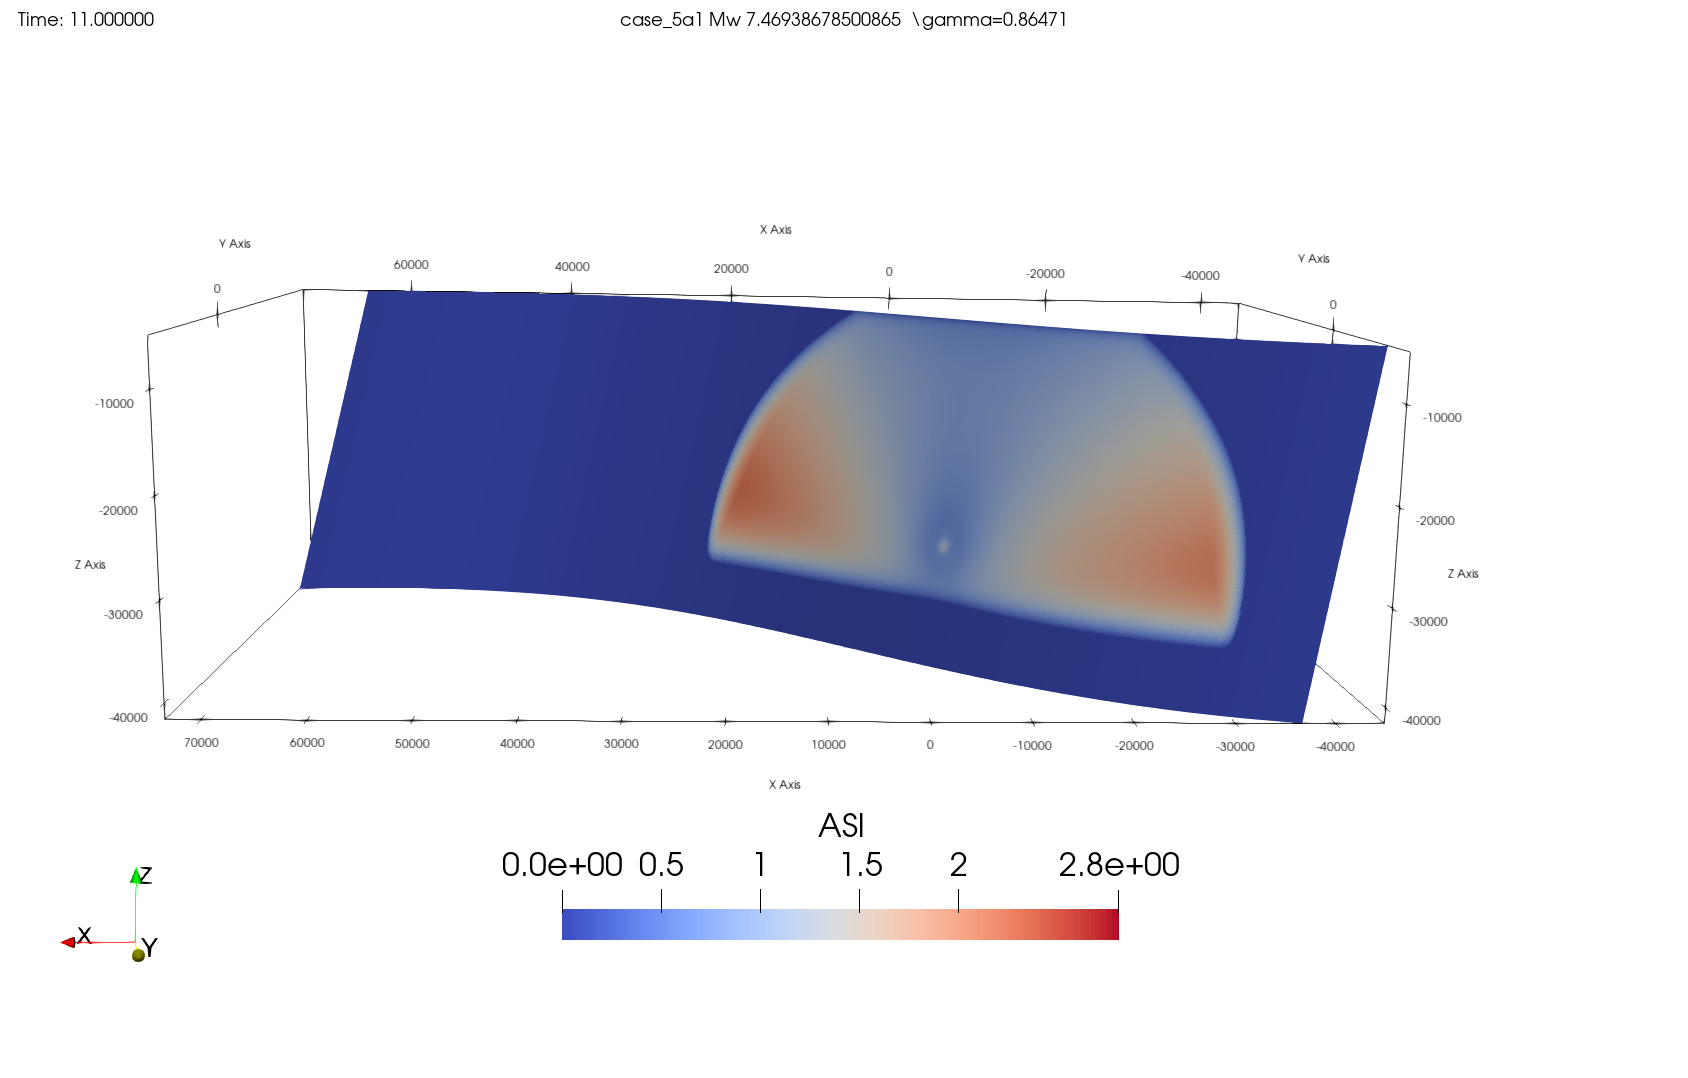 Time: 11.000000
case_5a1 Mw 7.46938678500865 \gamma=0.86471
X Axis
Y Axis
Y Axis
60000 40000 20000 0 -20000 -40000
0
0
-10000
-10000
-20000
-20000
Z Axis
Z Axis
-30000
-30000
-40000
-40000
70000 60000 50000 40000 30000 20000 10000 0 -10000 -20000 -30000 -40000
X Axis
ASI
0.0e+00 0.5 1 1.5 2 2.8e+00
Z
X
Y